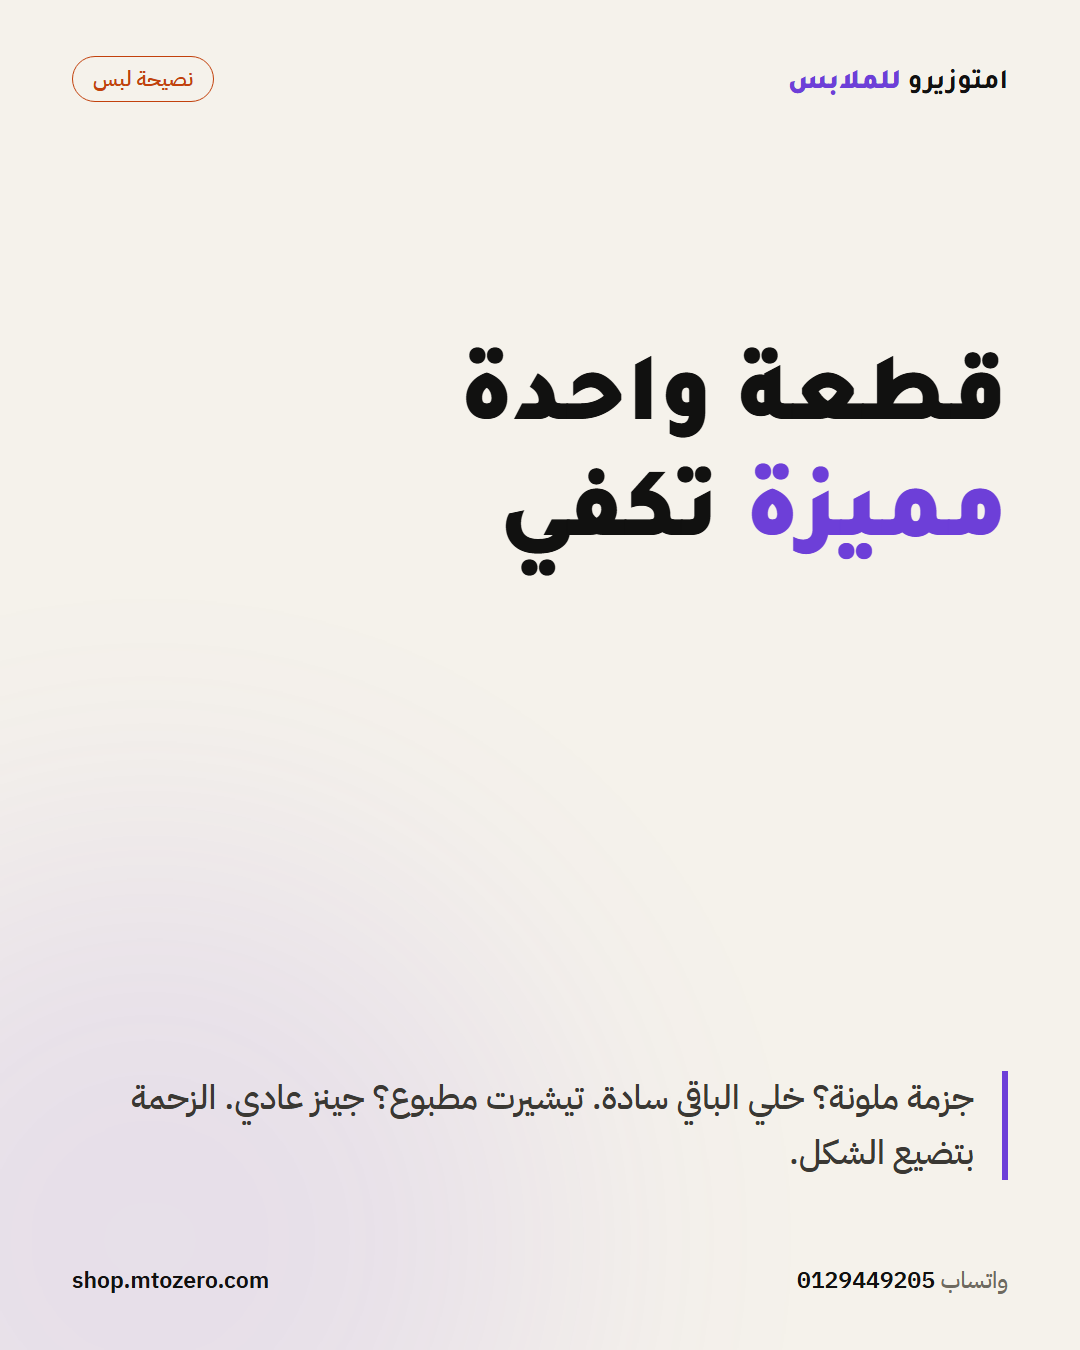 امتوزيرو للملابس
نصيحة لبس
قطعة واحدة
مميزة تكفي
جزمة ملونة؟ خلي الباقي سادة. تيشيرت مطبوع؟ جينز عادي. الزحمة
بتضيع الشكل.
واتساب 0129449205
shop.mtozero.com